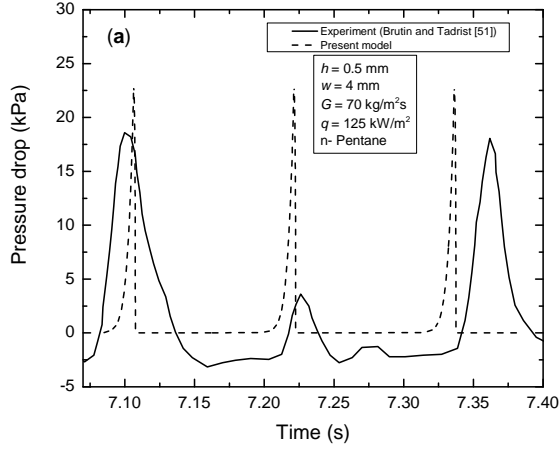 (a)
Experiment (Brutin and Tadrist [51])
Present model
h = 0.5 mm
w = 4 mm
G = 70 kg/m²s
q = 125 kW/m²
n- Pentane
Pressure drop (kPa)
30
25
20
15
10
5
0
-5
7.10 7.15 7.20 7.25 7.30 7.35 7.40
Time (s)